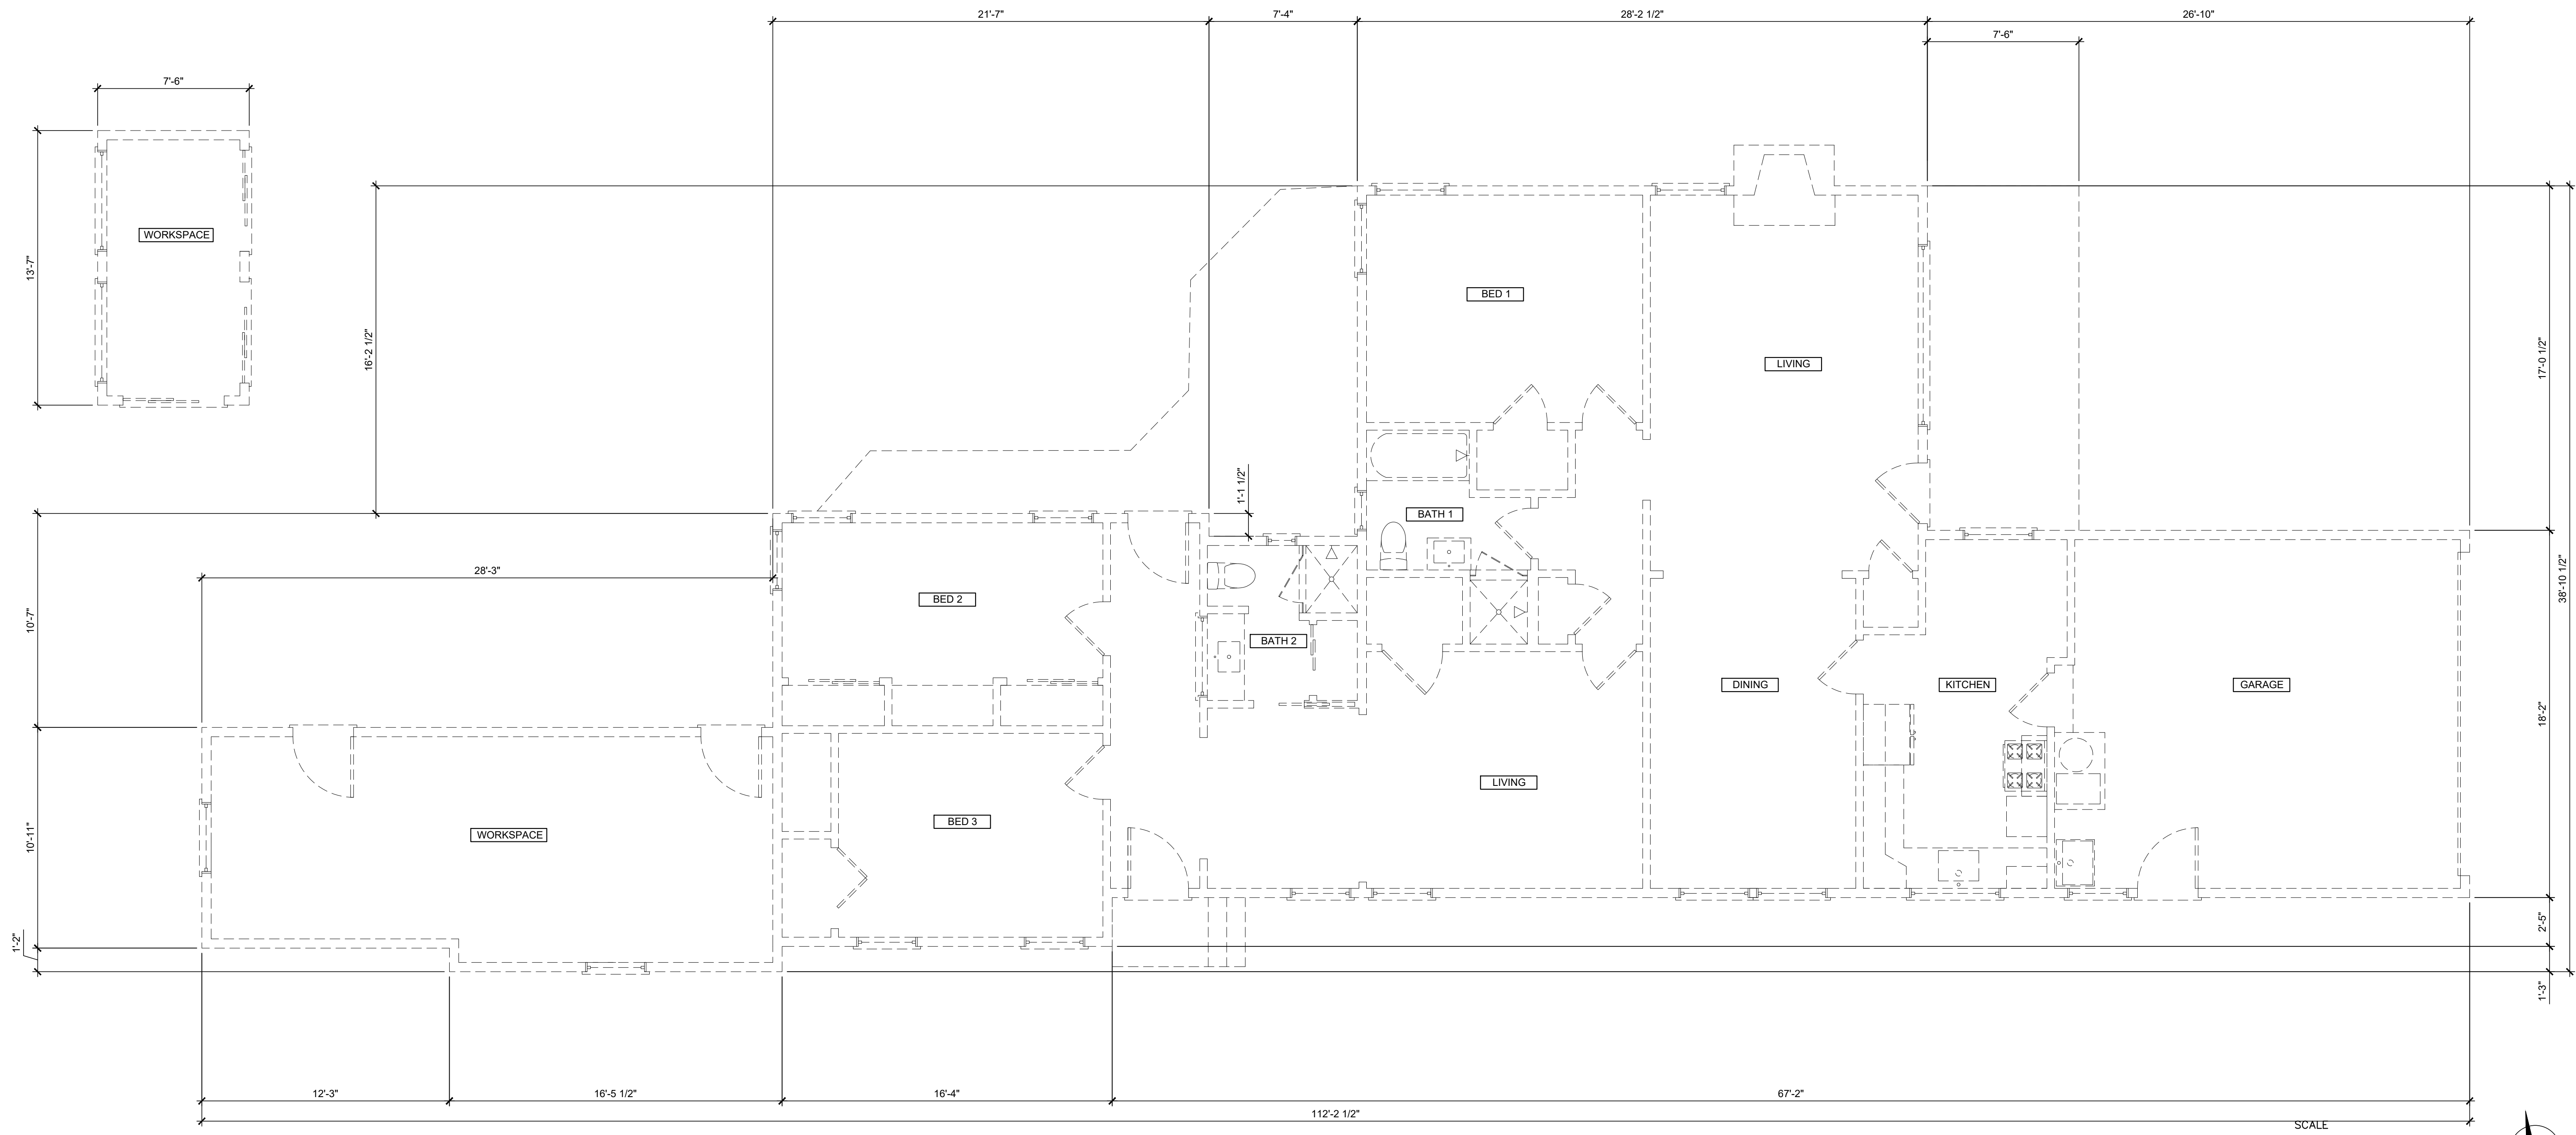 21'-7"
7'-4"
28'-2 1/2"
26'-10"
7'-6"
7'-6"
13'-7"
WORKSPACE
16'-2 1/2"
BED 1
LIVING
17'-0 1/2"
38'-10 1/2"
1'-1 1/2"
BATH 1
28'-3"
10'-7"
BED 2
BATH 2
DINING
KITCHEN
GARAGE
18'-2"
LIVING
10'-11"
WORKSPACE
BED 3
1'-2"
2'-5"
1'-3"
12'-3"
16'-5 1/2"
16'-4"
67'-2"
112'-2 1/2"
SCALE